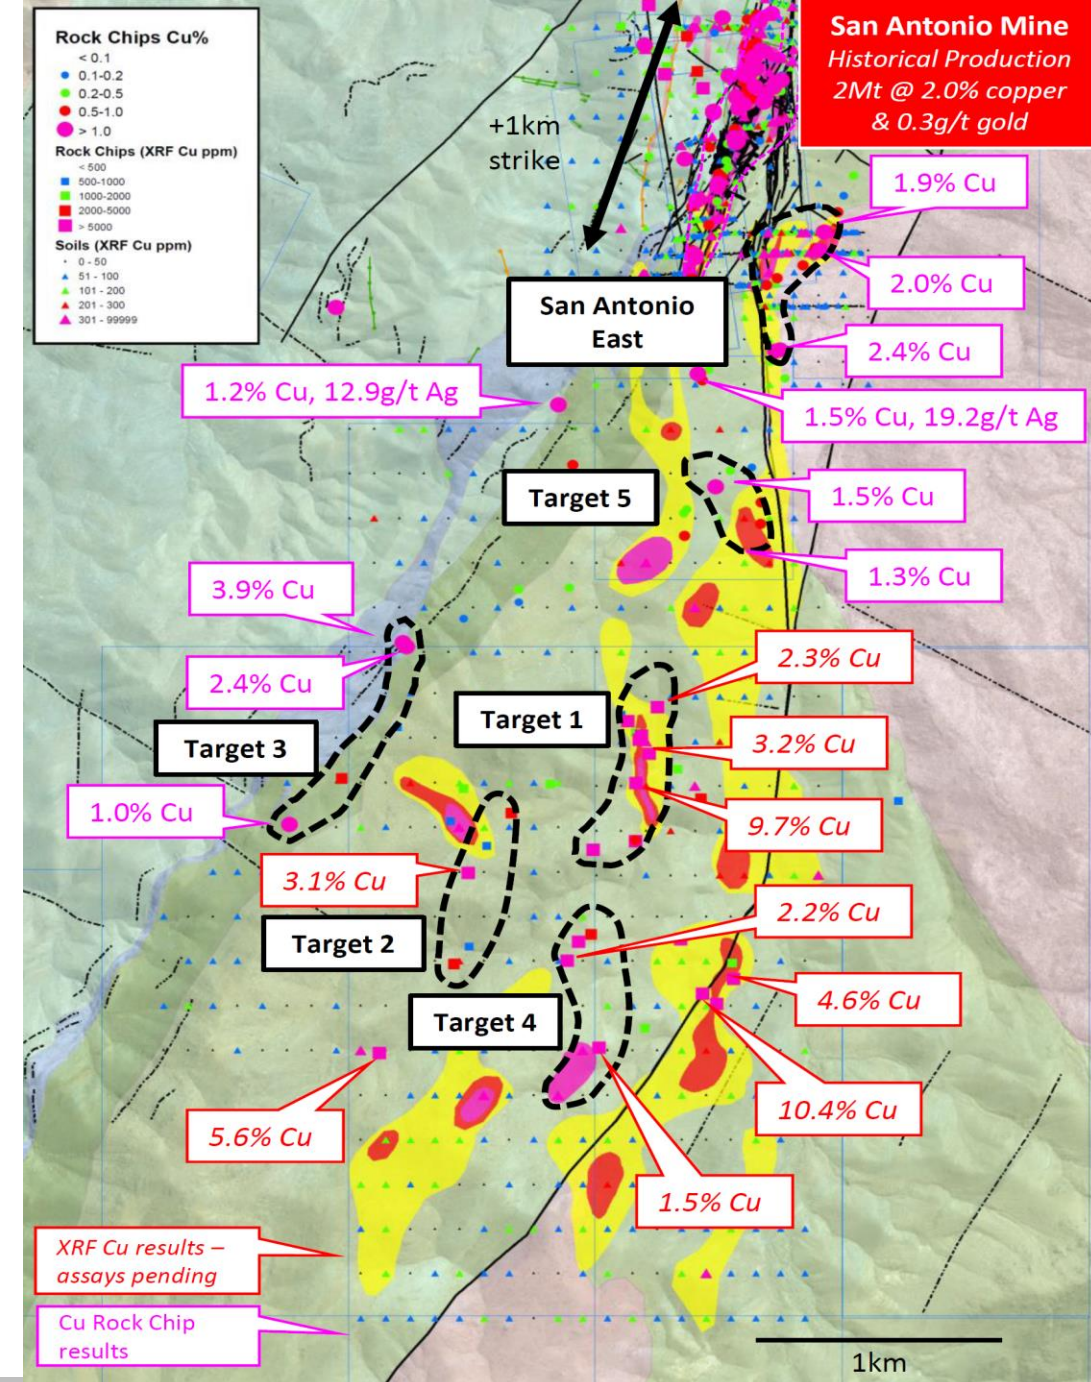 Rock Chips Cu%
< 0.1
0.1-0.2
0.2-0.5
0.5-1.0
> 1.0
Rock Chips (XRF Cu ppm)
< 500
500-1000
1000-2000
2000-5000
> 5000
Soils (XRF Cu ppm)
0 - 50
51 - 100
101 - 200
201 - 300
301 - 99999
San Antonio Mine
Historical Production
2Mt @ 2.0% copper
& 0.3g/t gold
+1km
strike
1.9% Cu
2.0% Cu
San Antonio
East
2.4% Cu
1.2% Cu, 12.9g/t Ag
1.5% Cu, 19.2g/t Ag
Target 5
1.5% Cu
1.3% Cu
3.9% Cu
2.4% Cu
2.3% Cu
Target 1
Target 3
3.2% Cu
1.0% Cu
9.7% Cu
3.1% Cu
2.2% Cu
Target 2
4.6% Cu
Target 4
10.4% Cu
5.6% Cu
1.5% Cu
XRF Cu results –
assays pending
Cu Rock Chip
results
1km